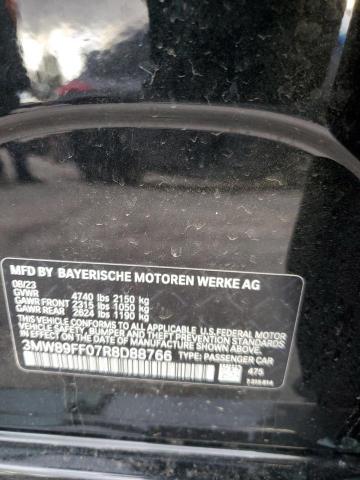 MFD BY BAYERISCHE MOTOREN WERKE AG
08/23
GVWR 4740 lbs 2150 kg
GAWR FRONT 2315 lbs 1050 kg
GAWR REAR 2624 lbs 1190 kg
THIS VEHICLE CONFORMS TO ALL APPLICABLE U.S. FEDERAL MOTOR
VEHICLE SAFETY, BUMPER, AND THEFT PREVENTION STANDARDS
IN EFFECT ON THE DATE OF MANUFACTURE SHOWN ABOVE.
3MW89FF07R8D88766 TYPE: PASSENGER CAR
475